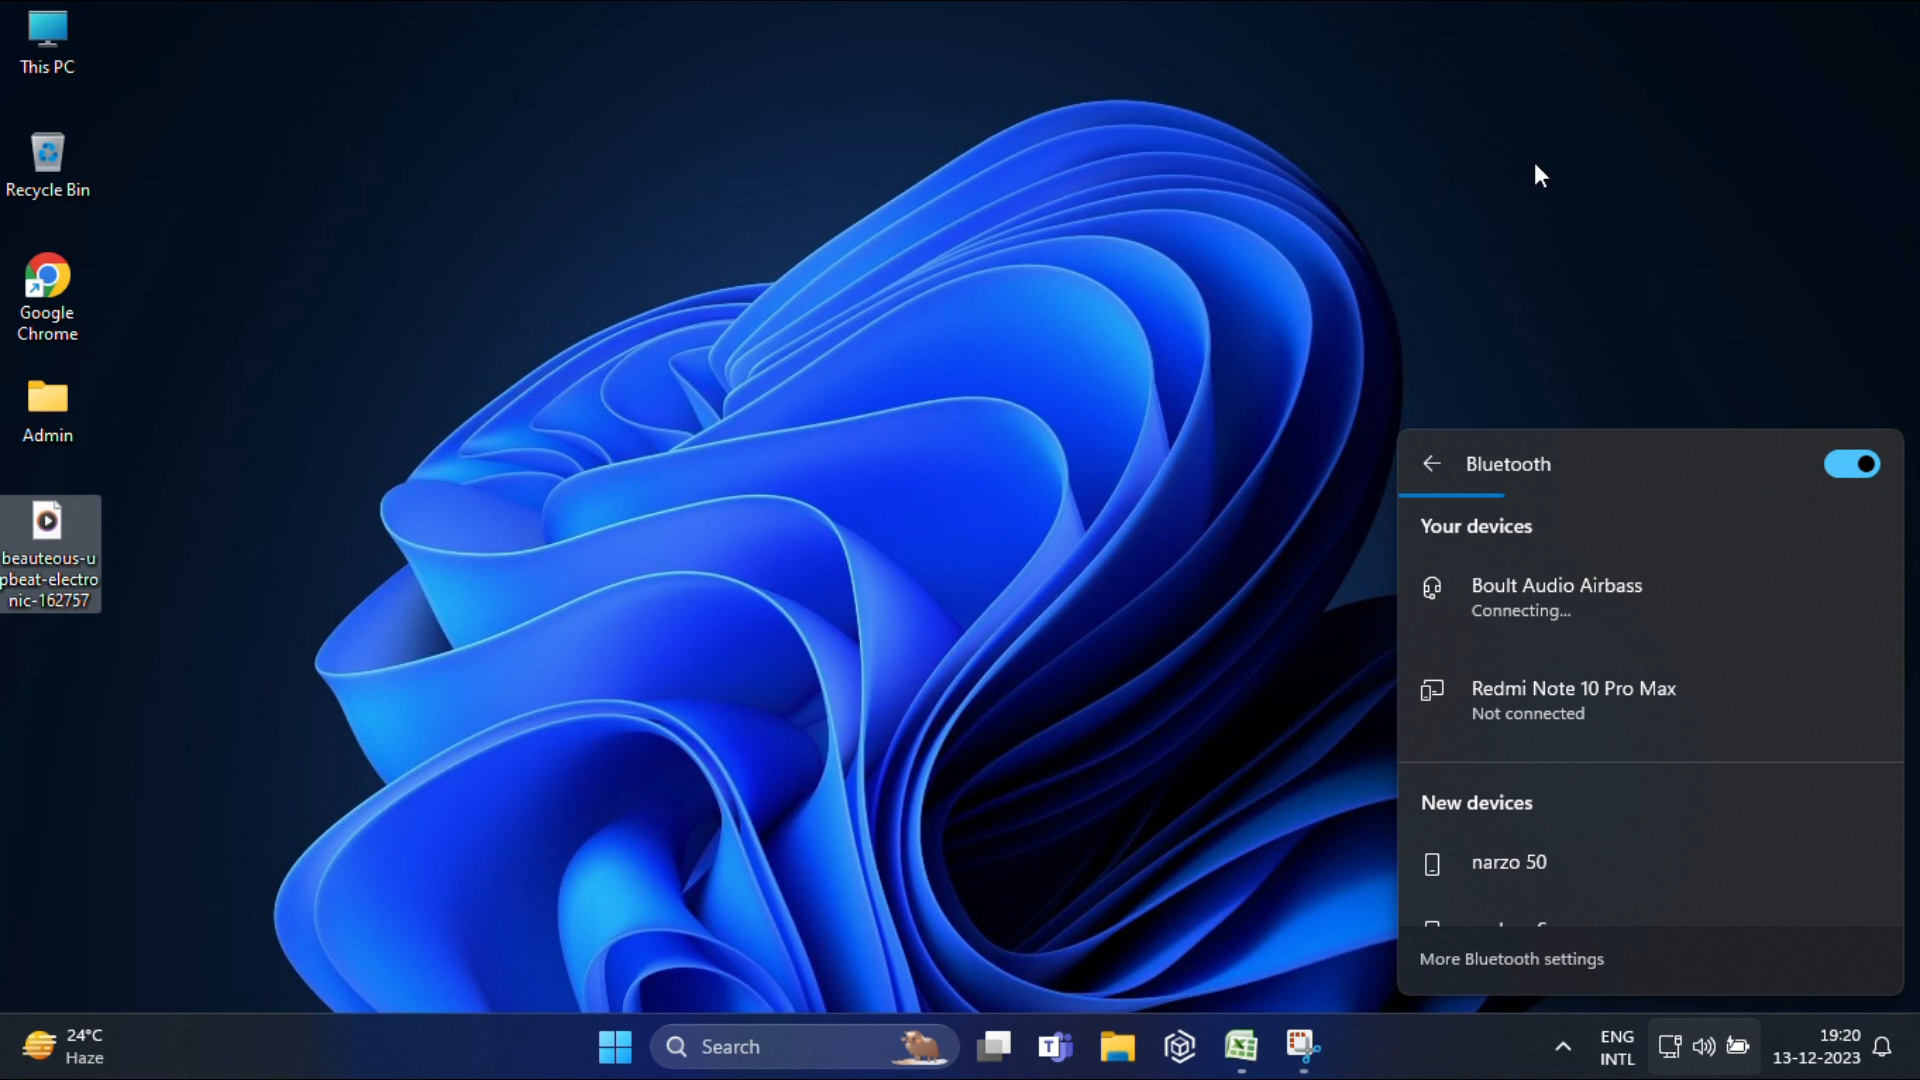 This PC
Recycle Bin
Google
Chrome
Admin
beauteous-u
pbeat-electro
nic-162757
Bluetooth
Your devices
Boult Audio Airbass
Connecting...
Redmi Note 10 Pro Max
Not connected
New devices
narzo 50
More Bluetooth settings
24°C
Haze
Search
ENG
INTL
19:20
13-12-2023